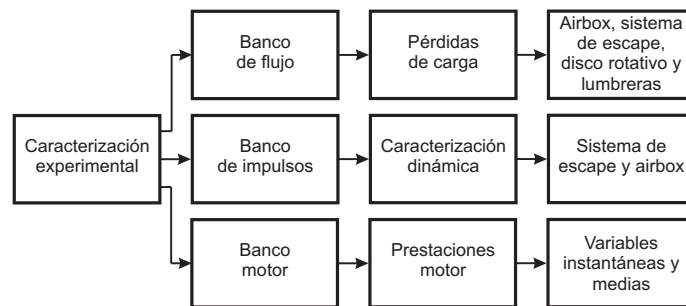 Banco
de flujo
Pérdidas
de carga
Airbox, sistema
de escape,
disco rotativo y
lumbreras
Caracterización
experimental
Banco
de impulsos
Caracterización
dinámica
Sistema de
escape y airbox
Banco
motor
Prestaciones
motor
Variables
instantáneas y
medias